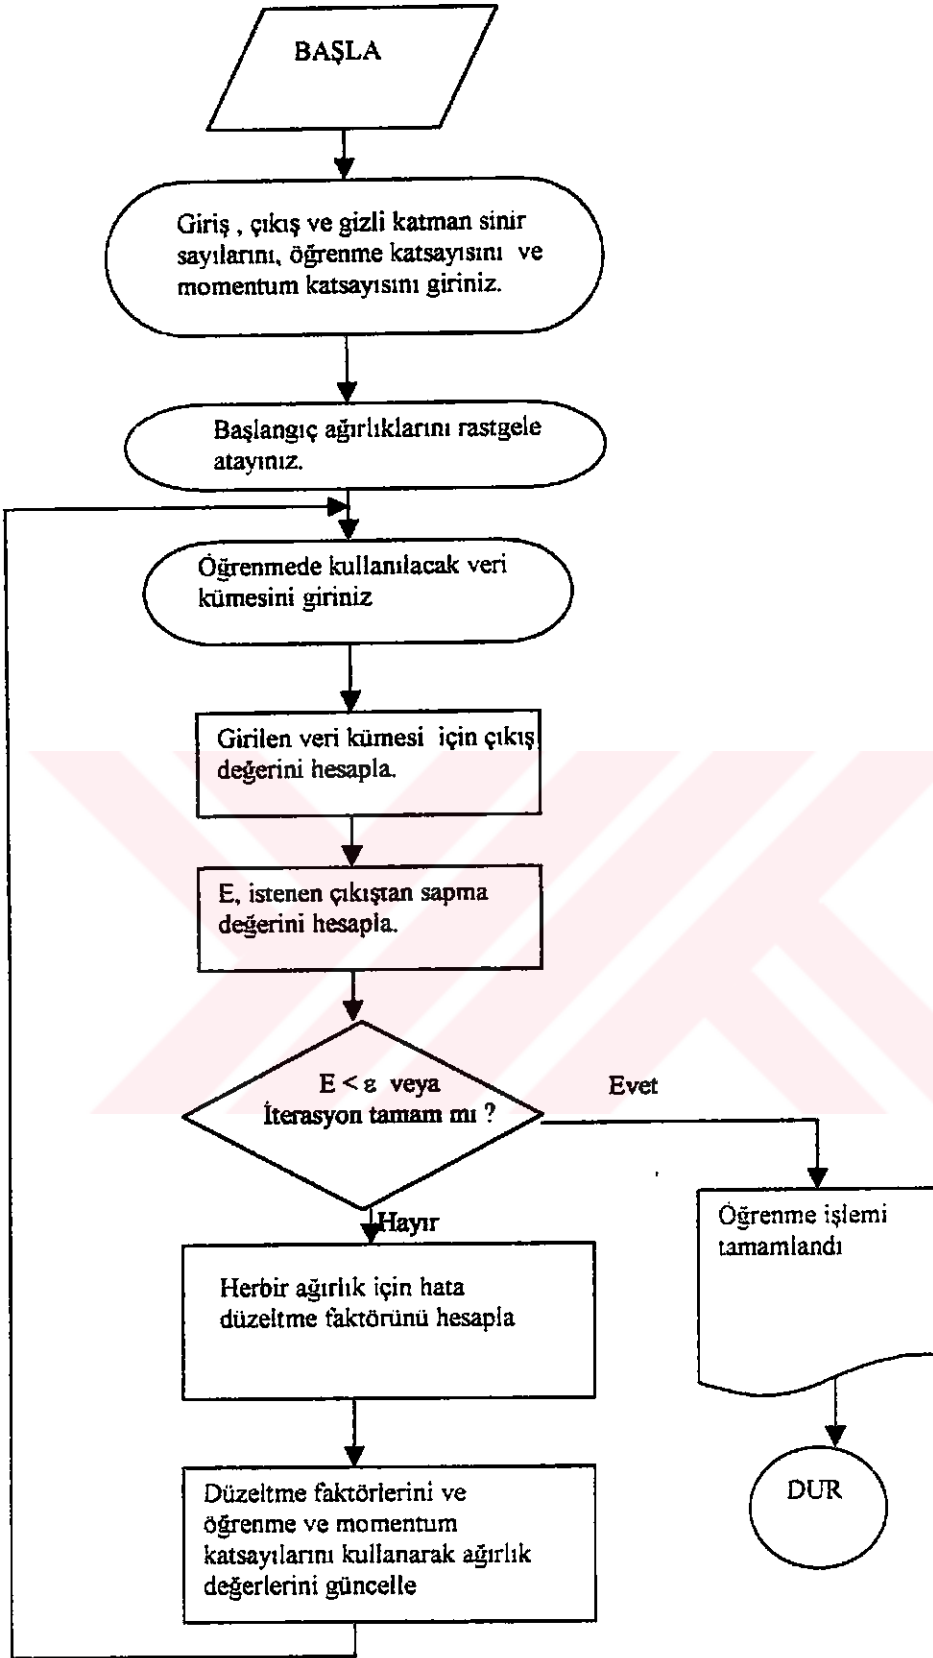 BAŞLA
Giriş , çıkış ve gizli katman sinir
sayılarını, öğrenme katsayısını ve
momentum katsayısını giriniz.
Başlangıç ağırlıklarını rastgele
atayınız.
Öğrenmede kullanılacak veri
kümesini giriniz
Girilen veri kümesi için çıkış
değerini hesapla.
E, istenen çıkıştan sapma
değerini hesapla.
E < ε veya
İterasyon tamam mı ?
Evet
Hayır
Öğrenme işlemi
tamamlandı
Herbir ağırlık için hata
düzeltme faktörünü hesapla
Düzeltme faktörlerini ve
öğrenme ve momentum
katsayılarını kullanarak ağırlık
değerlerini güncelle
DUR